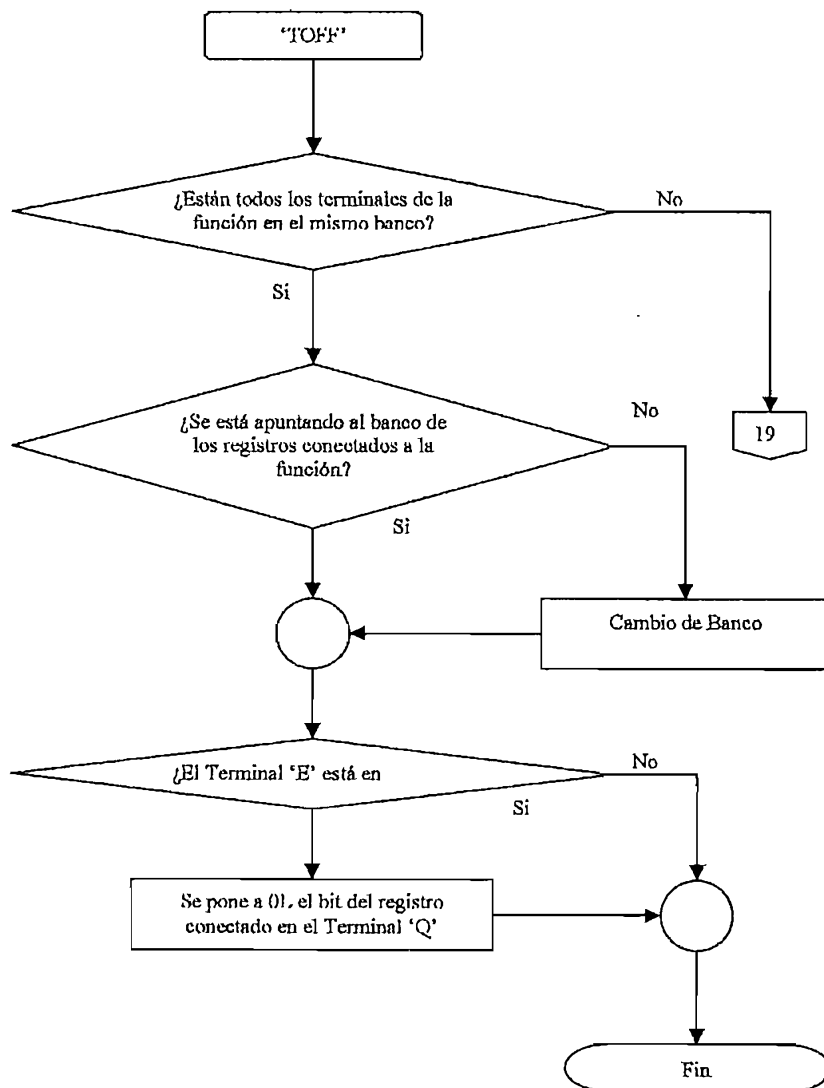 'TOFF'
¿Están todos los terminales de la
función en el mismo banco?
No
Si
¿Se está apuntando al banco de
los registros conectados a la
función?
No
19
Si
Cambio de Banco
¿El Terminal 'E' está en
No
Si
Se pone a 0L el bit del registro
conectado en el Terminal 'Q'
Fin